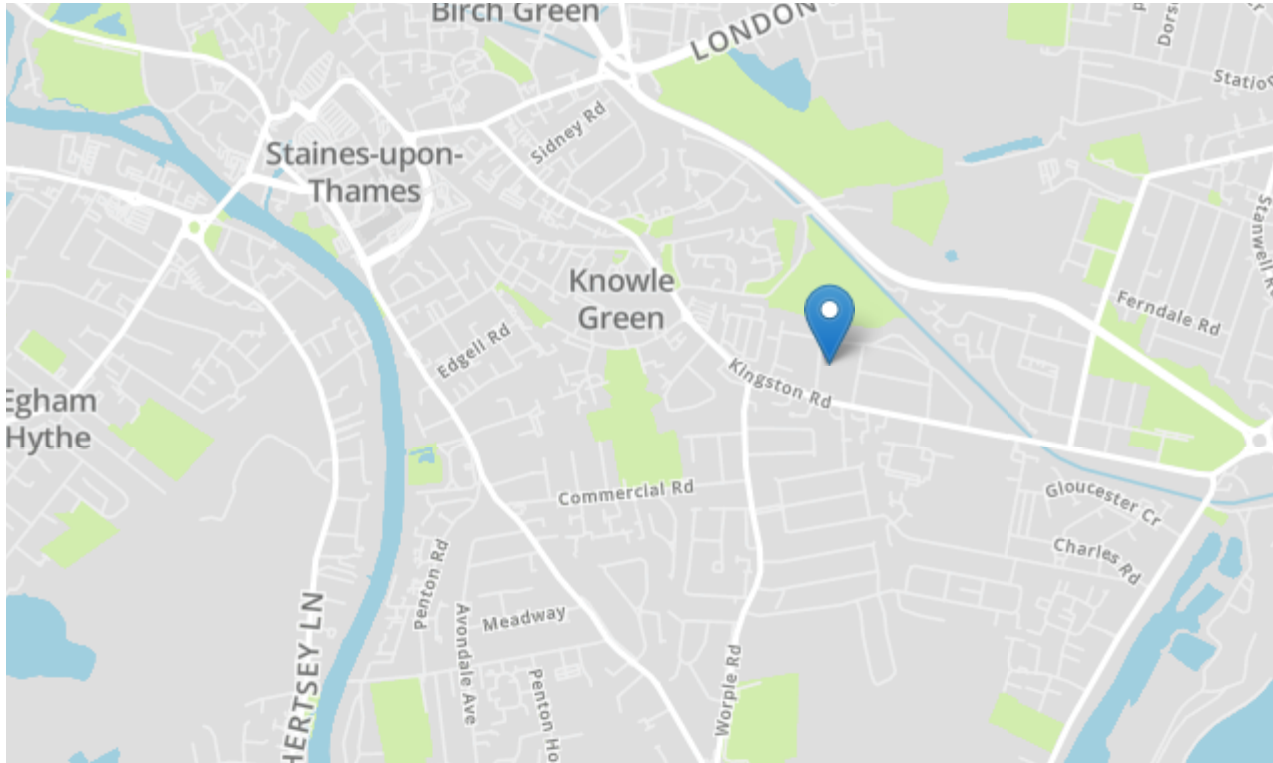 Birch Green
LONDON
Sidney Rd
Staines-upon-
Thames
Knowle
Green
Edgell Rd
Kingston Rd
Ferndale Rd
Egham
Hythe
Commercial Rd
Gloucester Cr
Charles Rd
Penton Rd
Avondale Ave
Meadway
Penton Ho
Worple Rd
HERTSEY LN
Stanwell